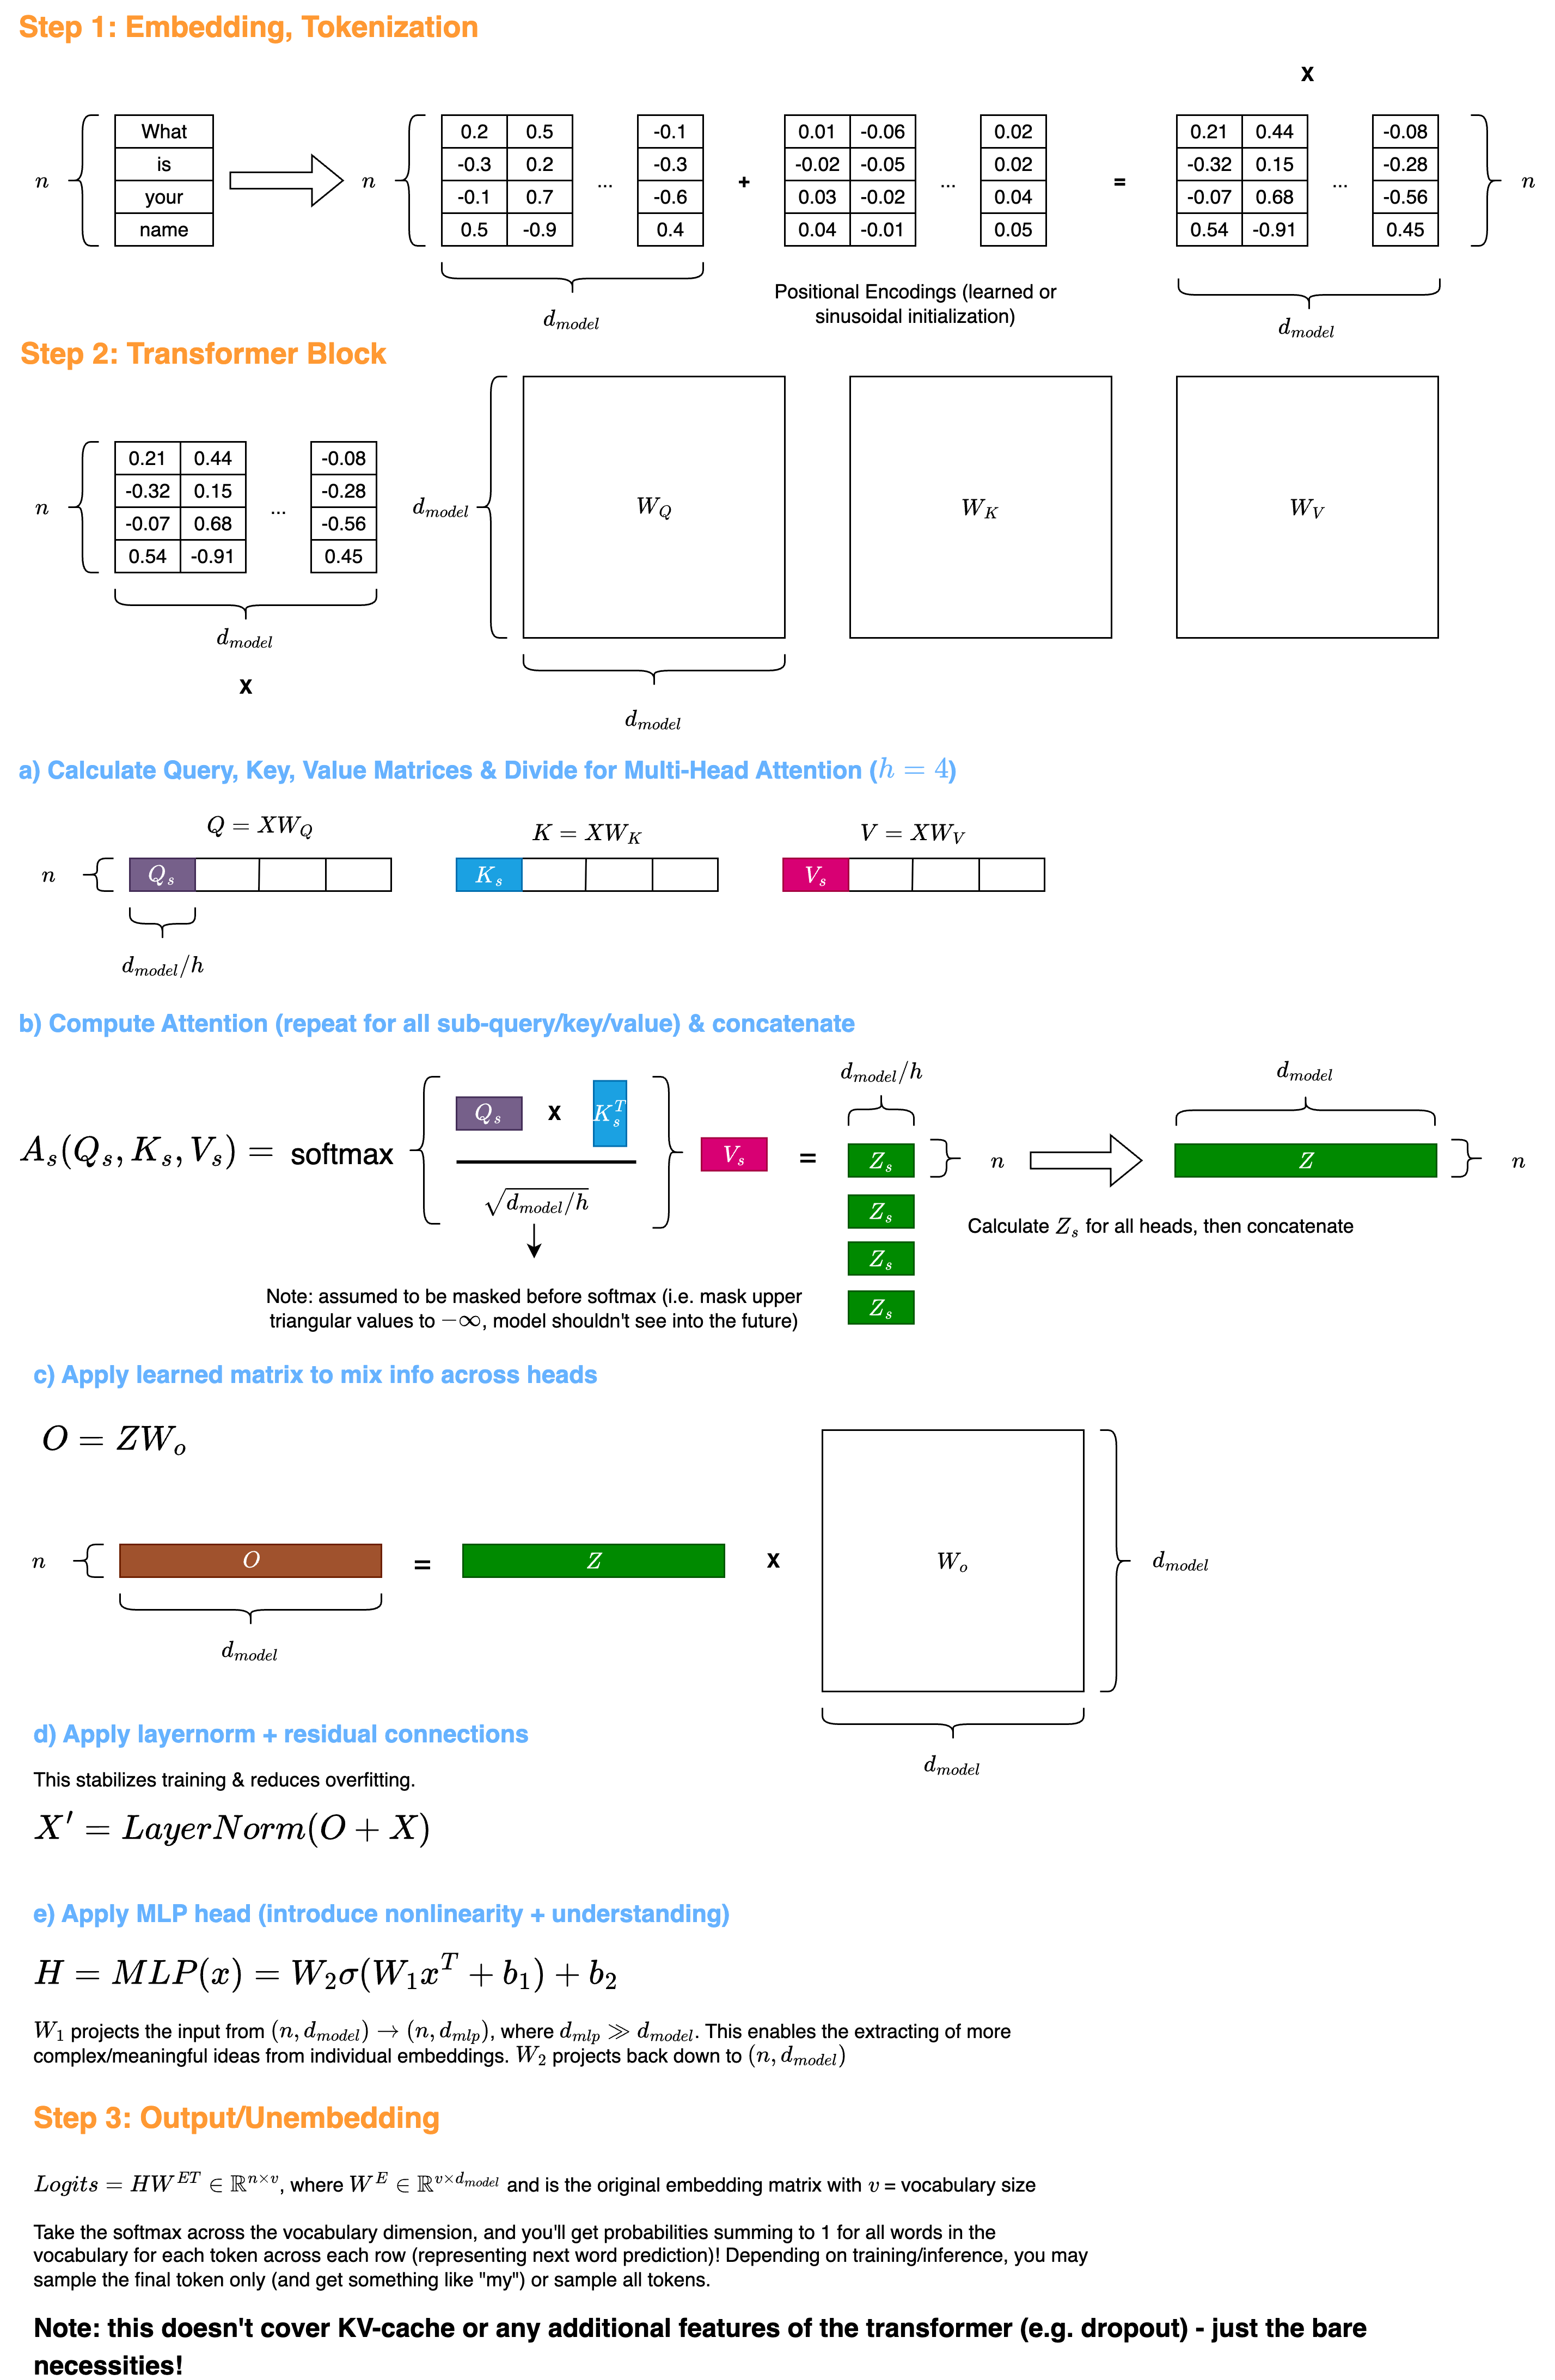 Step 1: Embedding, Tokenization
X
n
What
is
your
name
n
0.2 0.5 ... -0.1
-0.3 0.2 -0.3
-0.1 0.7 -0.6
0.5 -0.9 0.4
+
0.01 -0.06 ... 0.02
-0.02 -0.05 0.02
0.03 -0.02 0.04
0.04 -0.01 0.05
=
0.21 0.44 ... -0.08
-0.32 0.15 -0.28
-0.07 0.68 -0.56
0.54 -0.91 0.45
n
d_{model}
Positional Encodings (learned or
sinusoidal initialization)
d_{model}
Step 2: Transformer Block
n
0.21 0.44 ... -0.08
-0.32 0.15 -0.28
-0.07 0.68 -0.56
0.54 -0.91 0.45
d_{model}
X
d_{model}
W_Q
W_K
W_V
d_{model}
a) Calculate Query, Key, Value Matrices & Divide for Multi-Head Attention (h = 4)
Q = XW_Q
K = XW_K
V = XW_V
n
Q_s
K_s
V_s
d_{model}/h
b) Compute Attention (repeat for all sub-query/key/value) & concatenate
d_{model}/h
d_{model}
A_s(Q_s, K_s, V_s) = softmax
Q_s X K_s^T
\sqrt{d_{model}/h}
V_s
=
Z_s
n
Z
n
Z_s
Z_s
Z_s
Calculate Z_s for all heads, then concatenate
Note: assumed to be masked before softmax (i.e. mask upper
triangular values to −∞, model shouldn't see into the future)
c) Apply learned matrix to mix info across heads
O = ZW_o
n
O
=
Z
X
W_o
d_{model}
d_{model}
d_{model}
d) Apply layernorm + residual connections
This stabilizes training & reduces overfitting.
X′ = LayerNorm(O + X)
e) Apply MLP head (introduce nonlinearity + understanding)
H = MLP(x) = W_2σ(W_1x^T + b_1) + b_2
W_1 projects the input from (n, d_{model}) → (n, d_{mlp}), where d_{mlp} ≫ d_{model}. This enables the extracting of more
complex/meaningful ideas from individual embeddings. W_2 projects back down to (n, d_{model})
Step 3: Output/Unembedding
Logits = HW^{ET} ∈ ℝ^{n×v}, where W^E ∈ ℝ^{v×d_{model}} and is the original embedding matrix with v = vocabulary size
Take the softmax across the vocabulary dimension, and you'll get probabilities summing to 1 for all words in the
vocabulary for each token across each row (representing next word prediction)! Depending on training/inference, you may
sample the final token only (and get something like "my") or sample all tokens.
Note: this doesn't cover KV-cache or any additional features of the transformer (e.g. dropout) - just the bare
necessities!